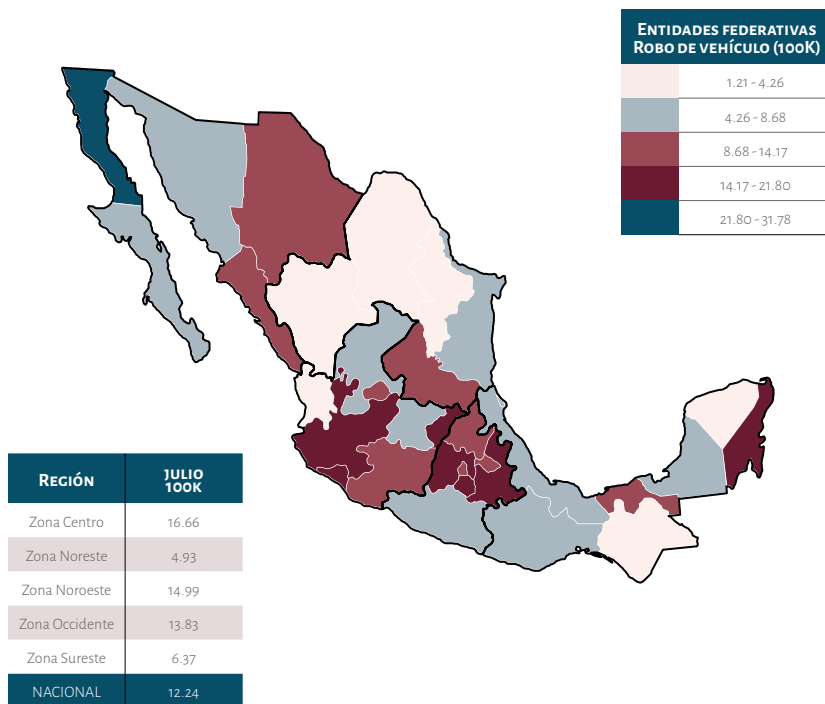 Entidades federativas
Robo de vehículo (100K)
1.21 - 4.26
4.26 - 8.68
8.68 - 14.17
14.17 - 21.80
21.80 - 31.78
Región JULIO 100K
Zona Centro 16.66
Zona Noreste 4.93
Zona Noroeste 14.99
Zona Occidente 13.83
Zona Sureste 6.37
NACIONAL 12.24